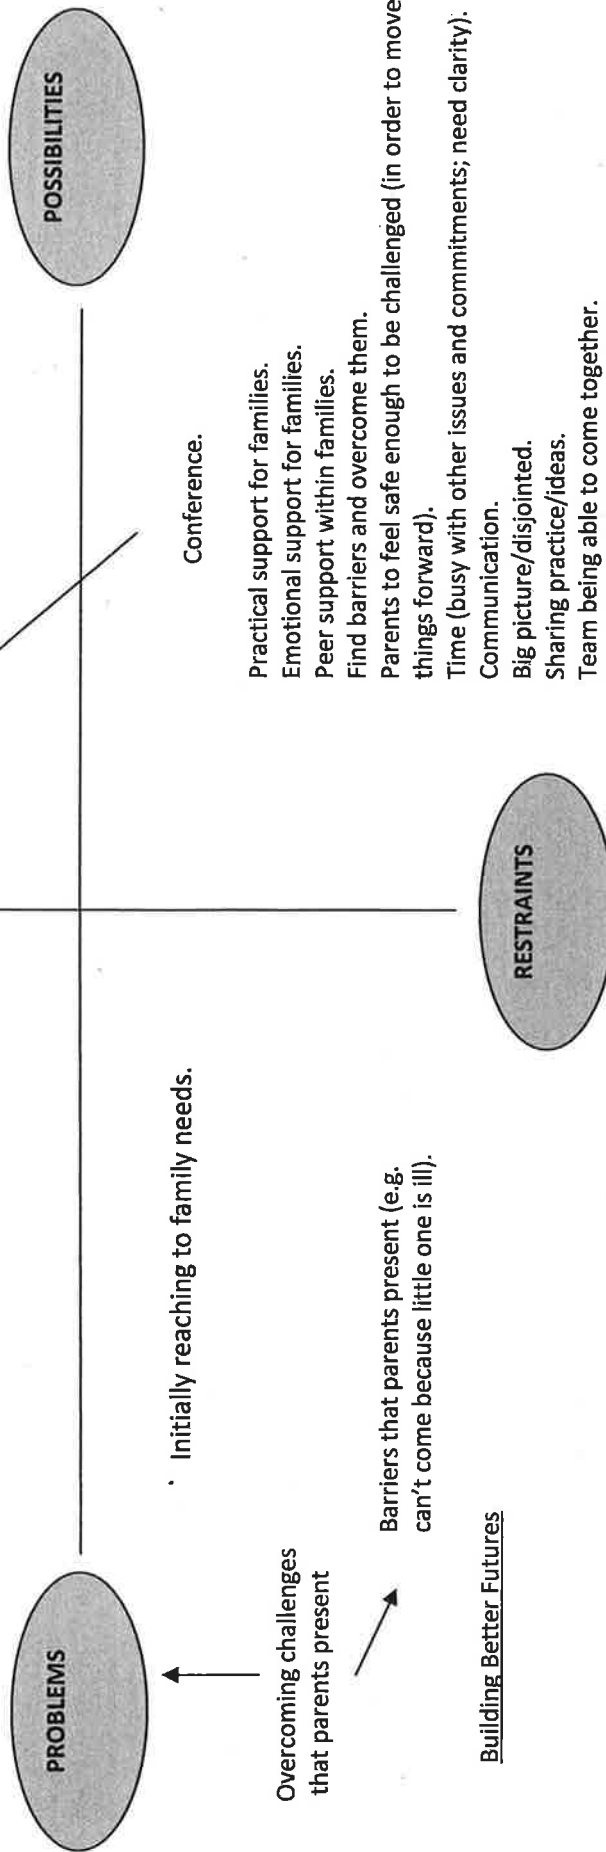 POSSIBILITIES
PROBLEMS
Conference.
Initially reaching to family needs.
Practical support for families.
Emotional support for families.
Peer support within families.
Find barriers and overcome them.
Parents to feel safe enough to be challenged (in order to move
things forward).
Time (busy with other issues and commitments; need clarity).
Communication.
Big picture/disjointed.
Sharing practice/ideas.
Team being able to come together.
Overcoming challenges
that parents present
Barriers that parents present (e.g.
can't come because little one is ill).
RESTRAINTS
Building Better Futures